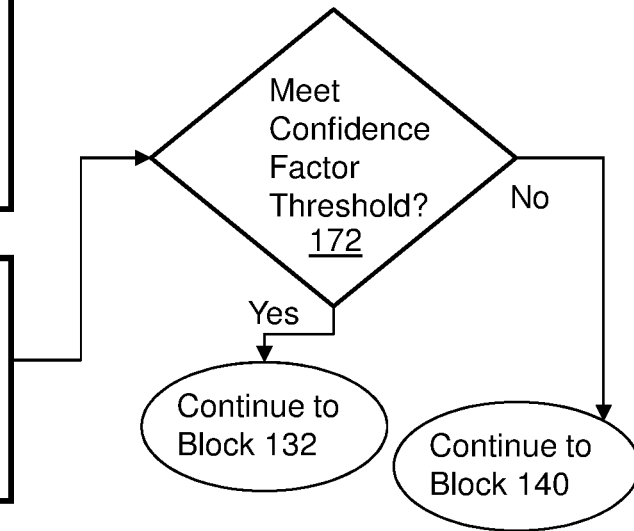 Meet
Confidence
Factor
Threshold?
172
No
Yes
Continue to
Block 132
Continue to
Block 140